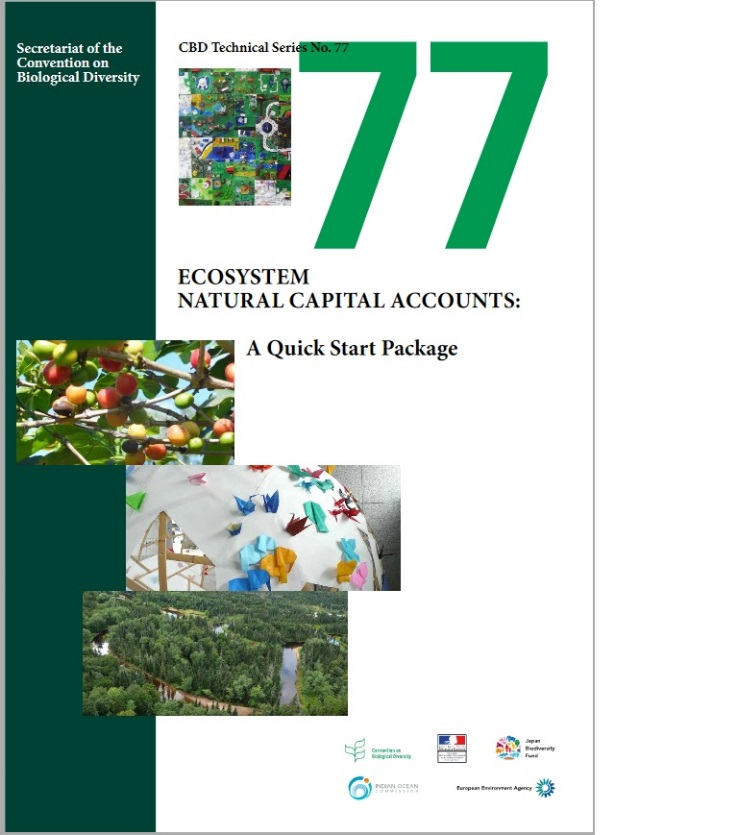 Secretariat of the
Convention on
Biological Diversity
CBD Technical Series No. 77
77
ECOSYSTEM
NATURAL CAPITAL ACCOUNTS:
A Quick Start Package
Convention on
Biological Diversity
Japan
Biodiversity
Fund
INDIAN OCEAN
COMMISSION
European Environment Agency